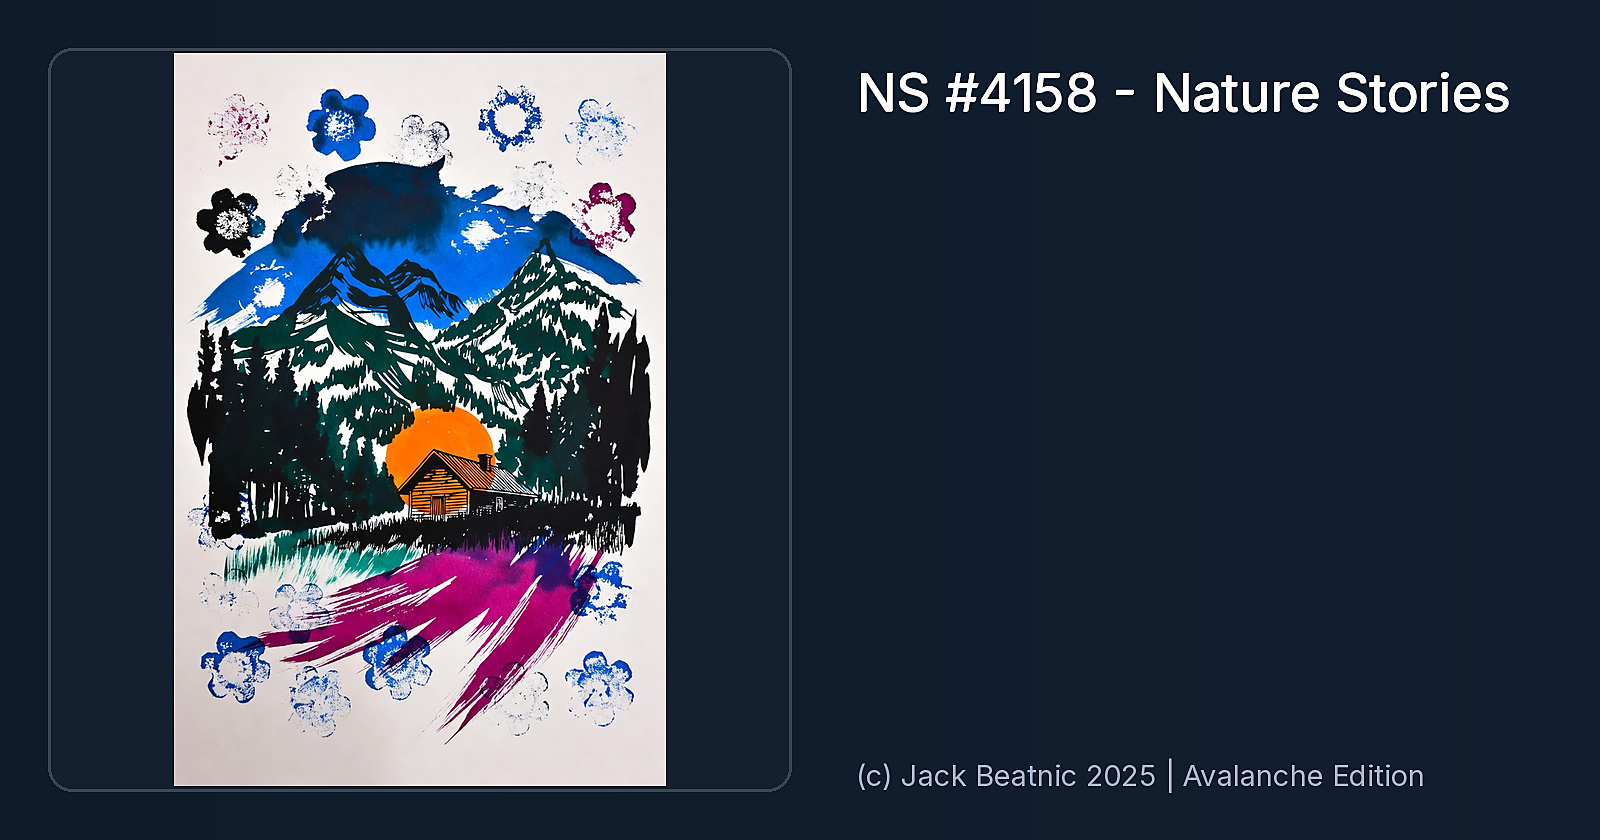 NS #4158 - Nature Stories
(c) Jack Beatnic 2025 | Avalanche Edition